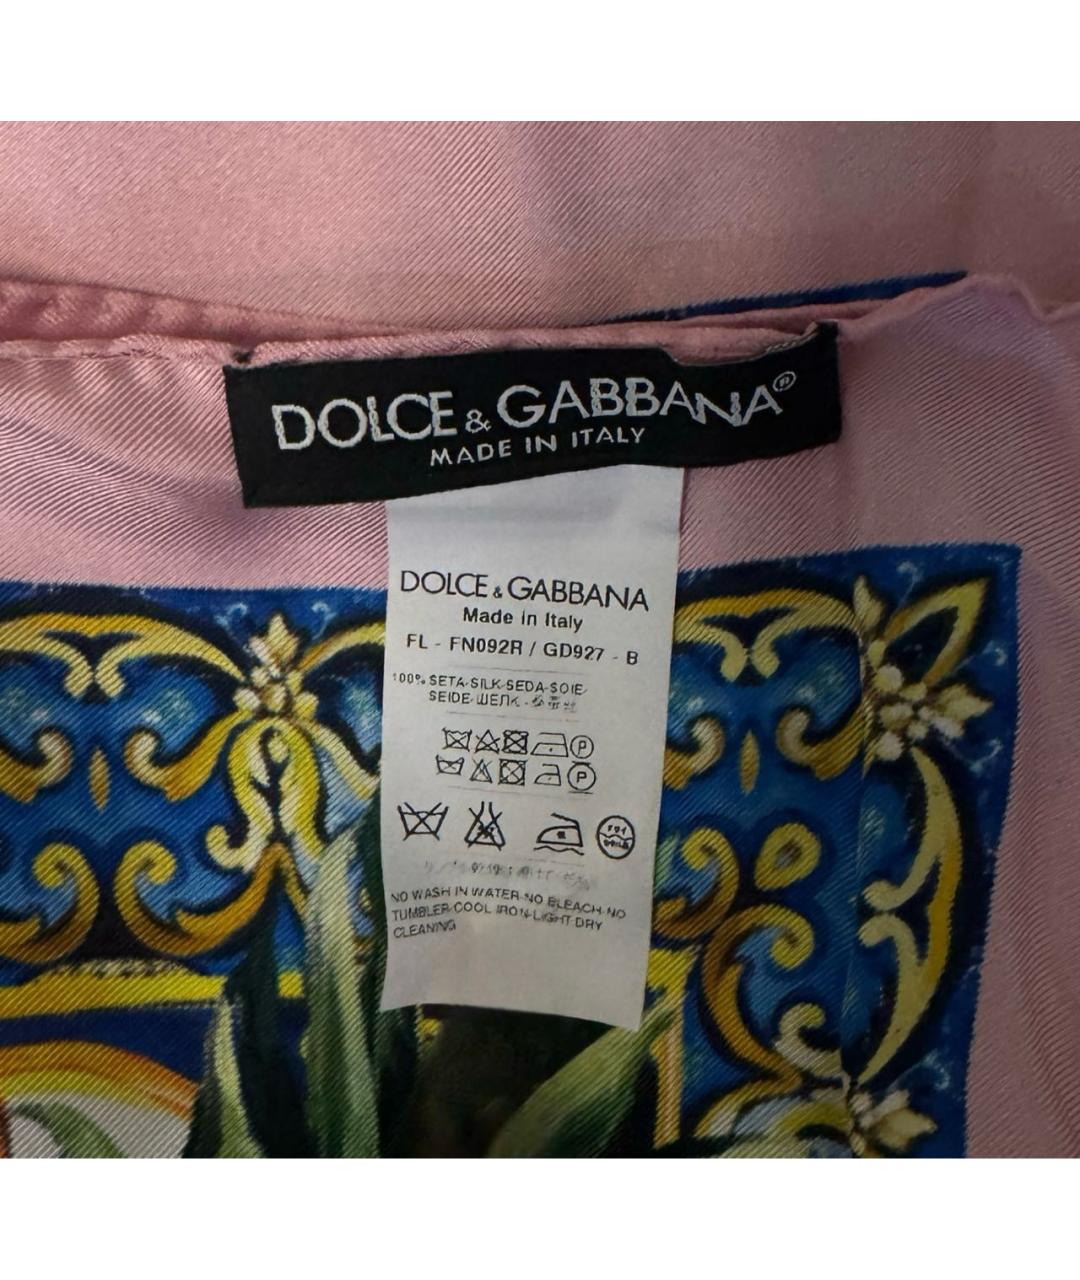 DOLCE & GABBANA®
MADE IN ITALY
DOLCE & GABBANA
Made in Italy
FL - FN092R / GD927 - B
100% SETA-SILK-SEDA-SOIE-
SEIDE-ШЕЛК-
P
P
NO WASH IN WATER-NO BLEACH-NO
TUMBLER-COOL IRON-LIGHT DRY
CLEANING